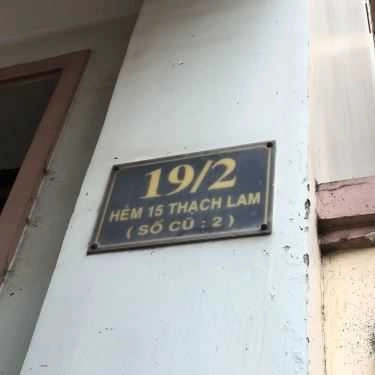 19/2
HẺM 15 THẠCH LAM
( SỐ CŨ : 2 )